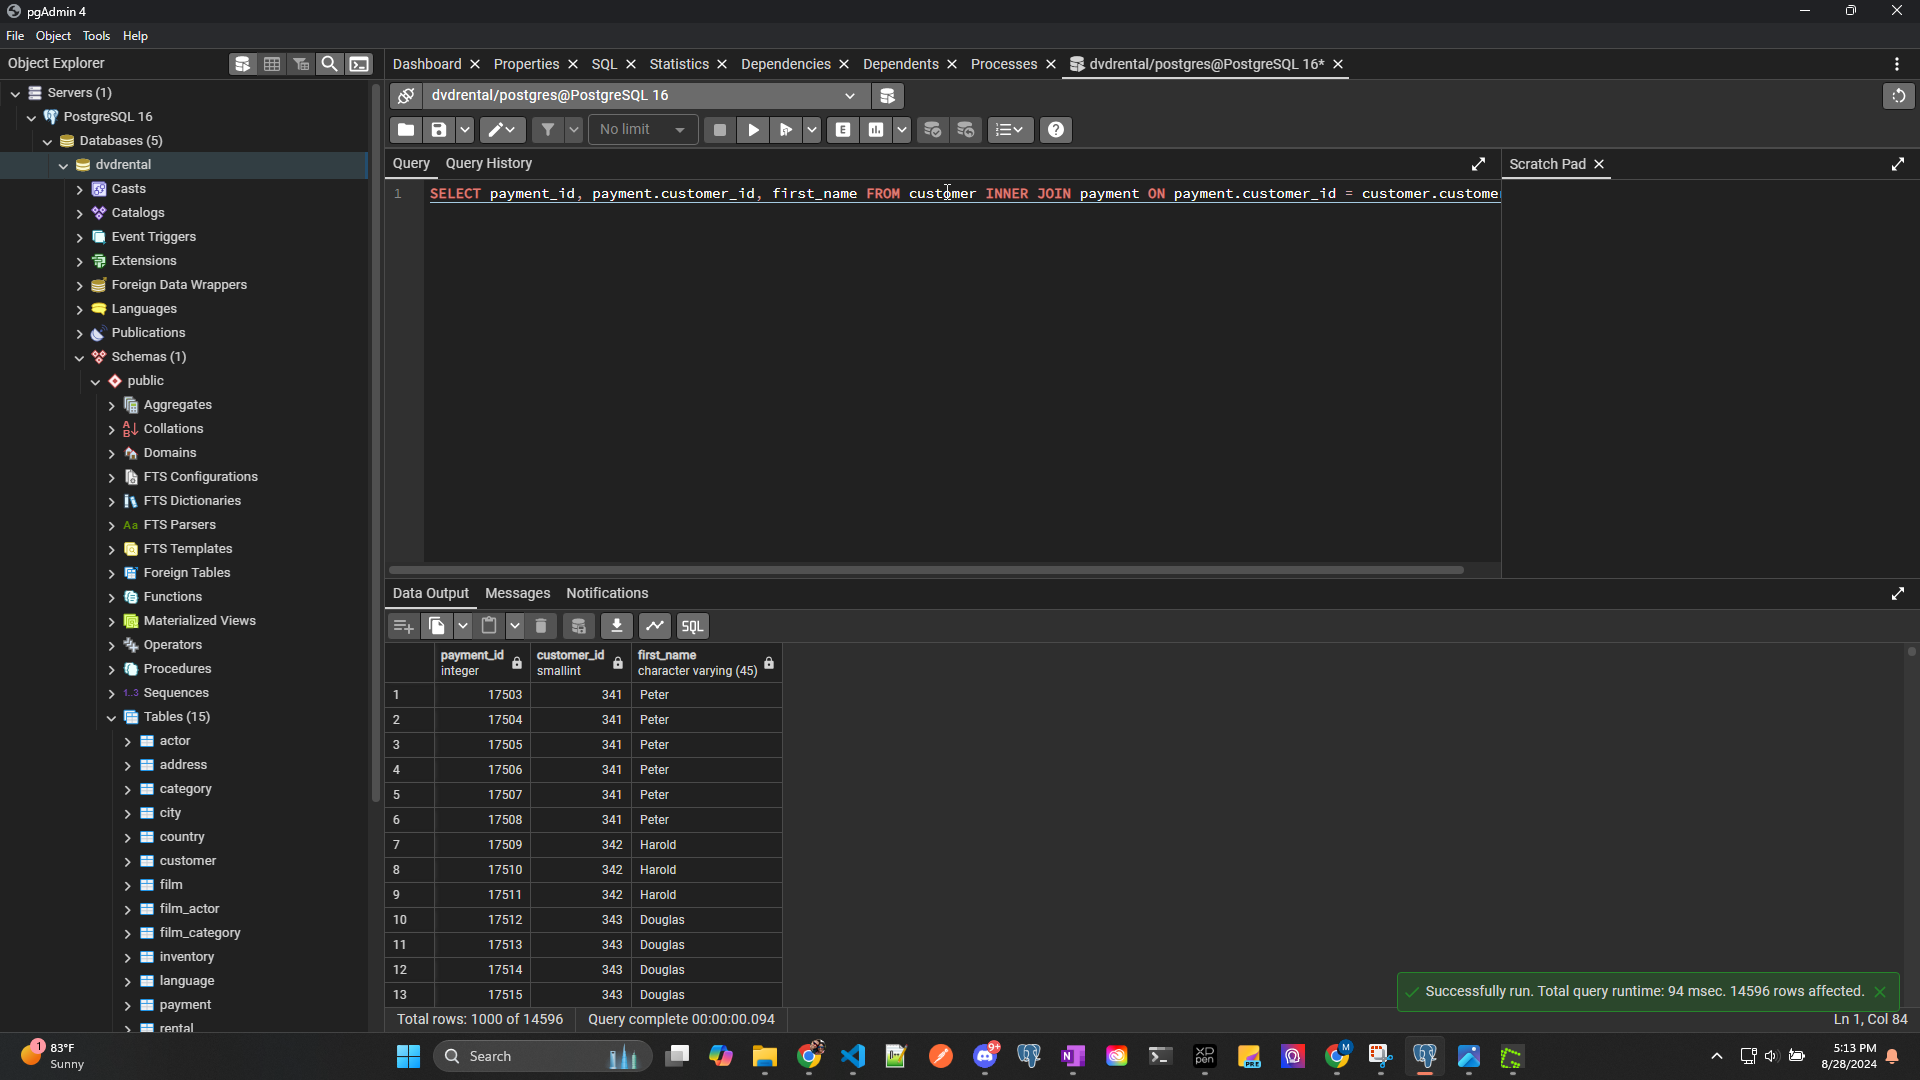 pgAdmin 4
File Object Tools Help
Object Explorer
Dashboard Properties SQL Statistics Dependencies Dependents Processes dvdrental/postgres@PostgreSQL 16*
Servers (1)
PostgreSQL 16
Databases (5)
dvdrental
Casts
Catalogs
Event Triggers
Extensions
Foreign Data Wrappers
Languages
Publications
Schemas (1)
public
Aggregates
Collations
Domains
FTS Configurations
FTS Dictionaries
FTS Parsers
FTS Templates
Foreign Tables
Functions
Materialized Views
Operators
Procedures
Sequences
Tables (15)
actor
address
category
city
country
customer
film
film_actor
film_category
inventory
language
payment
rental
dvdrental/postgres@PostgreSQL 16
No limit
E
Query Query History
Scratch Pad
1 SELECT payment_id, payment.customer_id, first_name FROM customer INNER JOIN payment ON payment.customer_id = customer.custome
Data Output Messages Notifications
SQL
payment_id customer_id first_name
integer smallint character varying (45)
1 17503 341 Peter
2 17504 341 Peter
3 17505 341 Peter
4 17506 341 Peter
5 17507 341 Peter
6 17508 341 Peter
7 17509 342 Harold
8 17510 342 Harold
9 17511 342 Harold
10 17512 343 Douglas
11 17513 343 Douglas
12 17514 343 Douglas
13 17515 343 Douglas
Successfully run. Total query runtime: 94 msec. 14596 rows affected.
Total rows: 1000 of 14596 Query complete 00:00:00.094
Ln 1, Col 84
1
83°F
Sunny
Search
9+
xp
pen
PRE
M
5:13 PM
8/28/2024